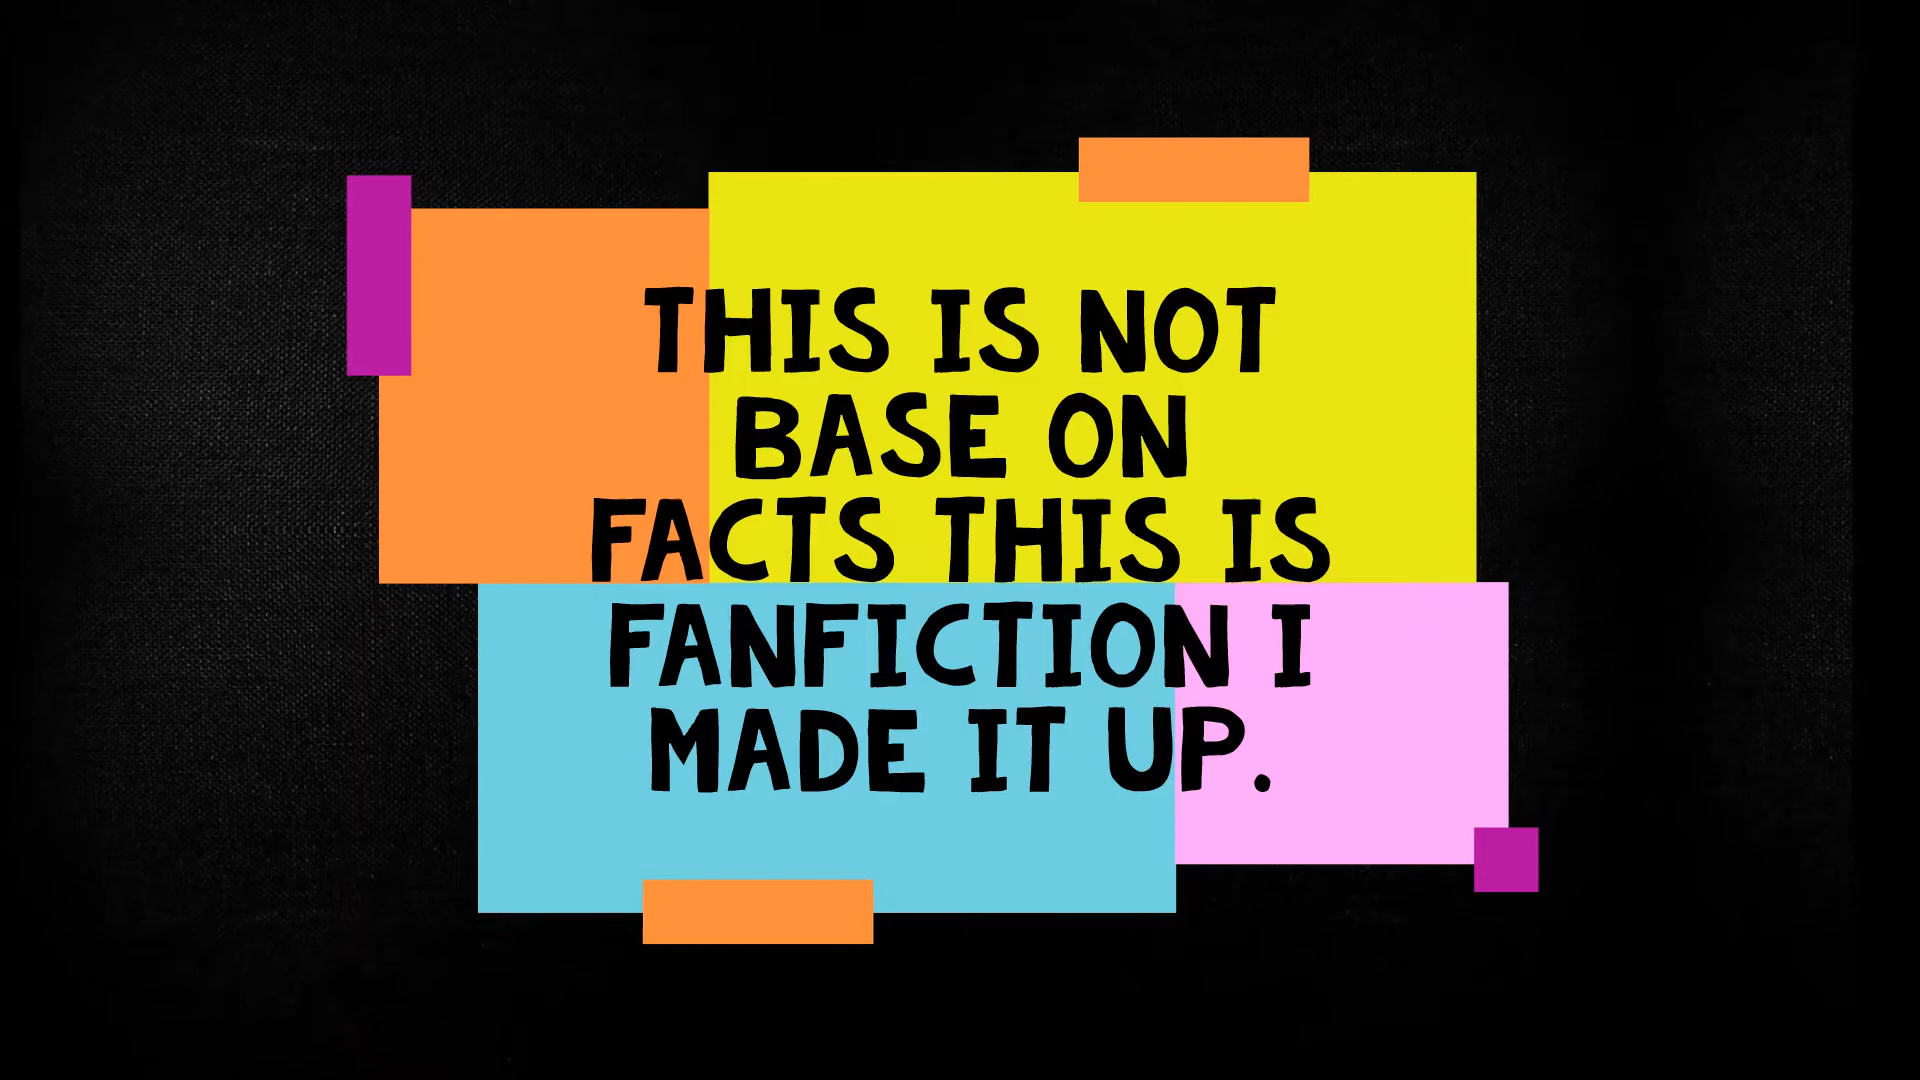 THIS IS NOT
BASE ON
FACTS THIS IS
FANFICTION I
MADE IT UP.